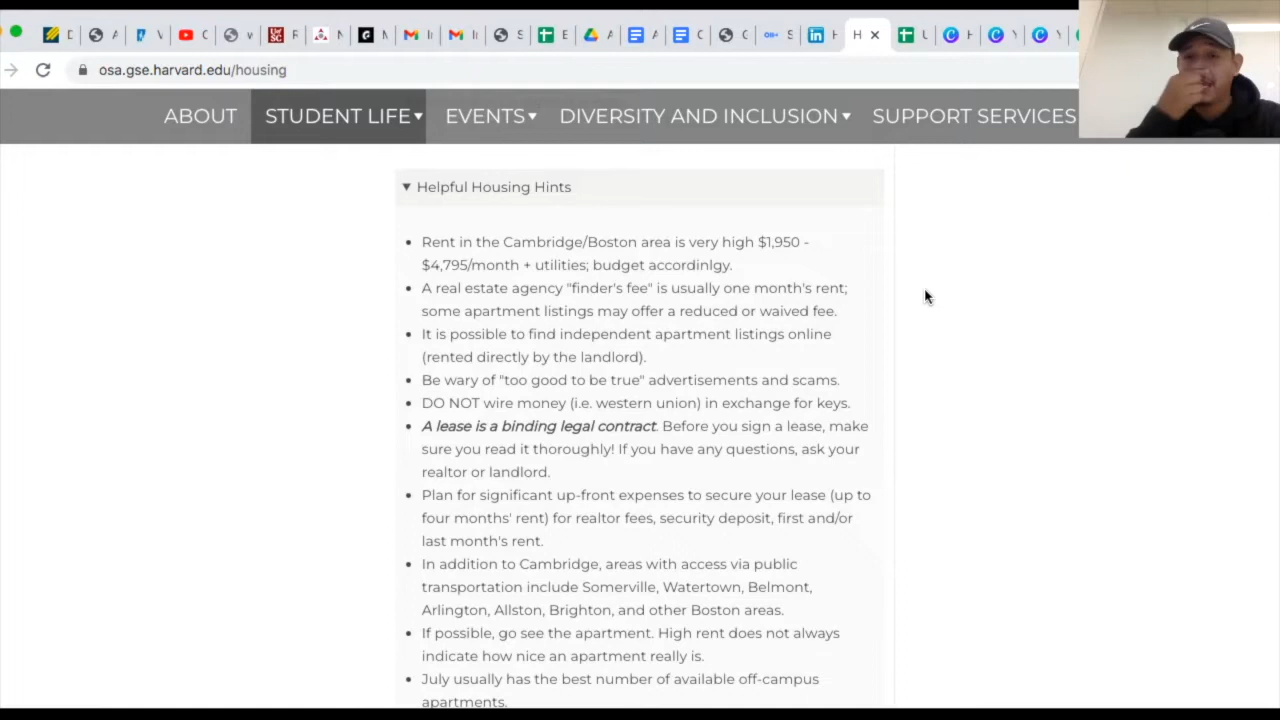 osa.gse.harvard.edu/housing
ABOUT STUDENT LIFE▾ EVENTS▾ DIVERSITY AND INCLUSION▾ SUPPORT SERVICES
▼ Helpful Housing Hints
• Rent in the Cambridge/Boston area is very high $1,950 -
$4,795/month + utilities; budget accordinlgy.
• A real estate agency "finder's fee" is usually one month's rent;
some apartment listings may offer a reduced or waived fee.
• It is possible to find independent apartment listings online
(rented directly by the landlord).
• Be wary of "too good to be true" advertisements and scams.
• DO NOT wire money (i.e. western union) in exchange for keys.
• A lease is a binding legal contract. Before you sign a lease, make
sure you read it thoroughly! If you have any questions, ask your
realtor or landlord.
• Plan for significant up-front expenses to secure your lease (up to
four months' rent) for realtor fees, security deposit, first and/or
last month's rent.
• In addition to Cambridge, areas with access via public
transportation include Somerville, Watertown, Belmont,
Arlington, Allston, Brighton, and other Boston areas.
• If possible, go see the apartment. High rent does not always
indicate how nice an apartment really is.
• July usually has the best number of available off-campus
apartments.